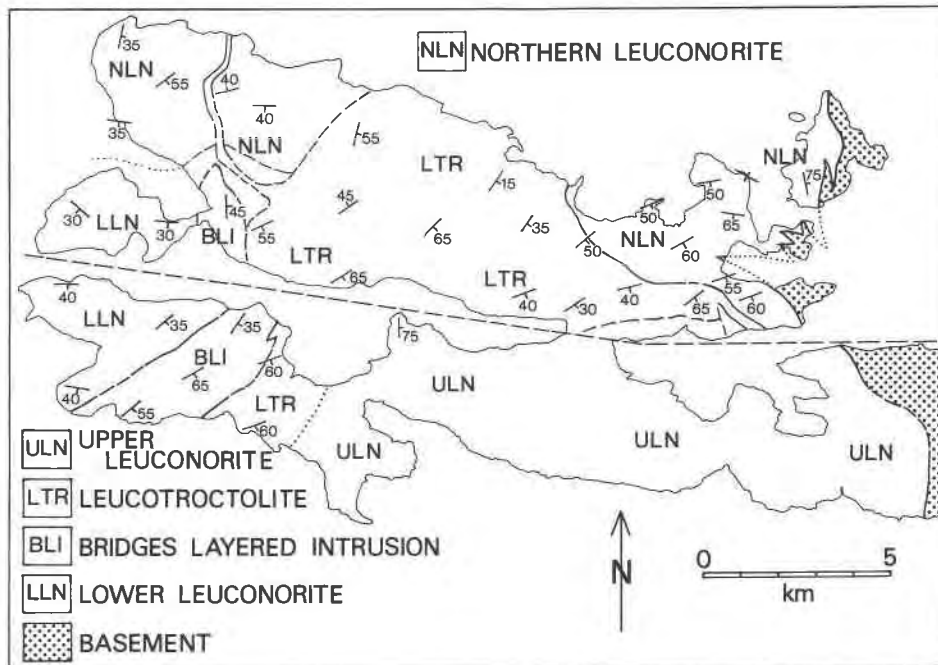 NLN NORTHERN LEUCONORITE
35
NLN
55
40
40
35
NLN
55
LTR
15
NLN
75
50
50
30
LLN
30
45
BLI
55
45
65
35
50
NLN
60
65
LTR
65
LTR
40
30
40
65
55
60
40
LLN
35
35
75
BLI
65
60
ULN
40
55
LTR
60
ULN
ULN
ULN
ULN UPPER
LEUCONORITE
LTR LEUCOTROCTOLITE
BLI BRIDGES LAYERED INTRUSION
LLN LOWER LEUCONORITE
BASEMENT
N
0 5
km